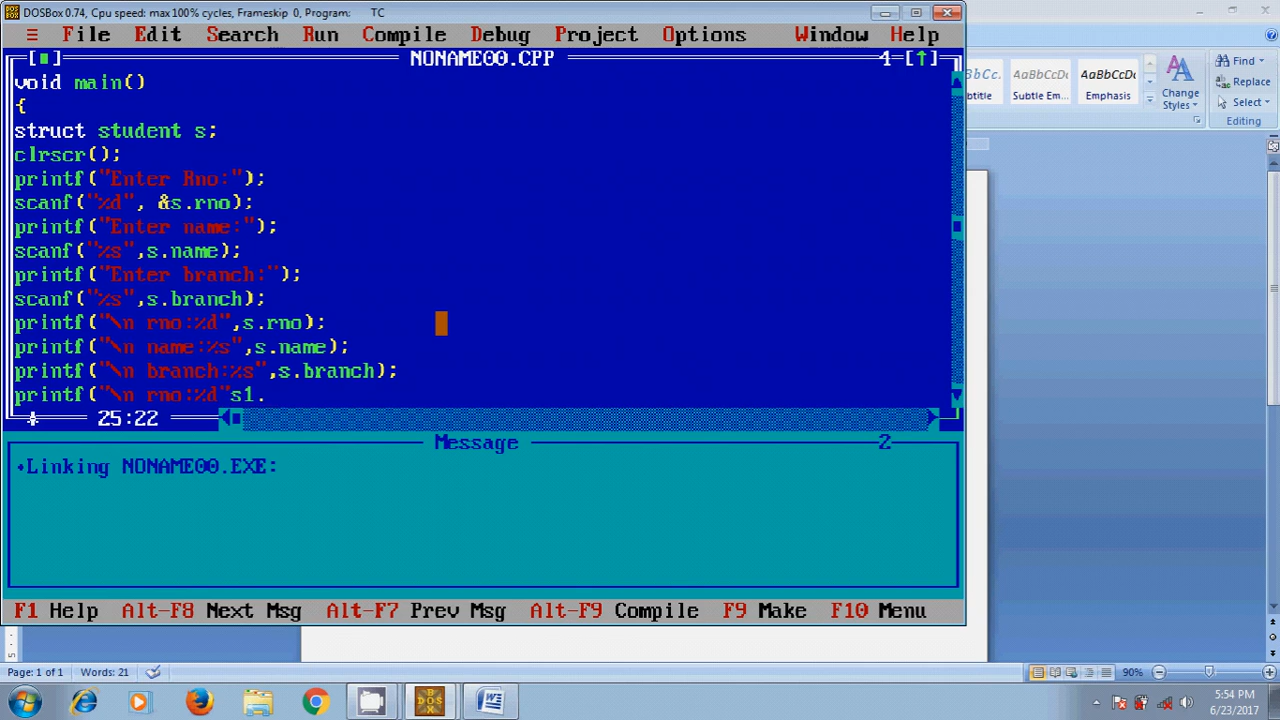 DOSBox 0.74, Cpu speed: max 100% cycles, Frameskip 0, Program: TC
≡ File Edit Search Run Compile Debug Project Options Window Help
[■] NONAME00.CPP 1=[↑]
void main()
{
struct student s;
clrscr();
printf("Enter Rno:");
scanf("%d", &s.rno);
printf("Enter name:");
scanf("%s",s.name);
printf("Enter branch:");
scanf("%s",s.branch);
printf("\n rno:%d",s.rno);
printf("\n name:%s",s.name);
printf("\n branch:%s",s.branch);
printf("\n rno:%d"s1.
25:22
Message 2
•Linking NONAME00.EXE:
F1 Help Alt-F8 Next Msg Alt-F7 Prev Msg Alt-F9 Compile F9 Make F10 Menu
AaBbCcDc AaBbCcDc
btitle Subtle Em... Emphasis
Change Styles
Find
Replace
Select
Editing
Page: 1 of 1 Words: 21 90%
5:54 PM
6/23/2017